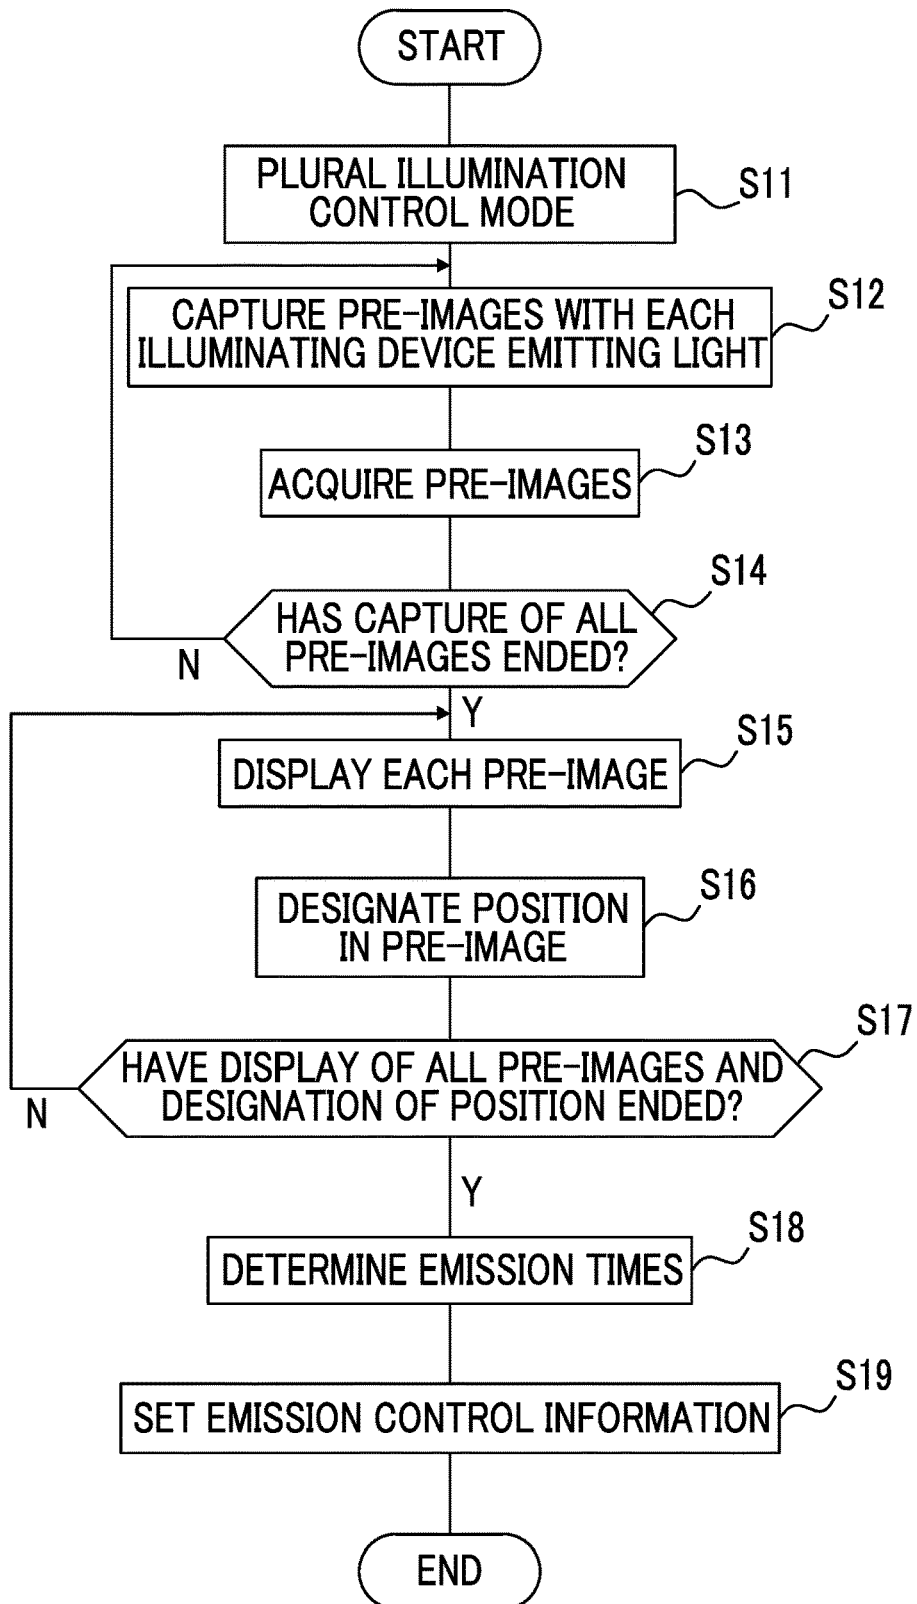 START
PLURAL ILLUMINATION
CONTROL MODE
S11
CAPTURE PRE-IMAGES WITH EACH
ILLUMINATING DEVICE EMITTING LIGHT
S12
ACQUIRE PRE-IMAGES
S13
HAS CAPTURE OF ALL
PRE-IMAGES ENDED?
S14
N
Y
DISPLAY EACH PRE-IMAGE
S15
DESIGNATE POSITION
IN PRE-IMAGE
S16
HAVE DISPLAY OF ALL PRE-IMAGES AND
DESIGNATION OF POSITION ENDED?
S17
N
Y
DETERMINE EMISSION TIMES
S18
SET EMISSION CONTROL INFORMATION
S19
END